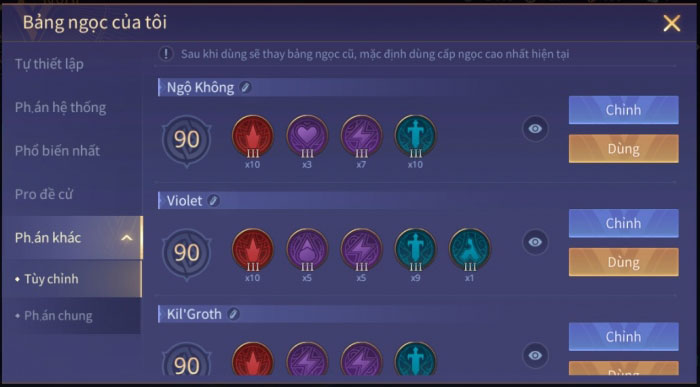 Bảng ngọc của tôi
Sau khi dùng sẽ thay bảng ngọc cũ, mặc định dùng cấp ngọc cao nhất hiện tại
Tự thiết lập
Ph.án hệ thống
Phổ biến nhất
Pro đề cử
Ph.án khác
• Tùy chỉnh
• Ph.án chung
Ngộ Không
90
III
x10
III
x3
III
x7
III
x10
Chỉnh
Dùng
Violet
90
III
x10
III
x5
III
x5
III
x9
III
x1
Chỉnh
Dùng
Kil'Groth
90
III
III
III
III
Chỉnh
Dùng